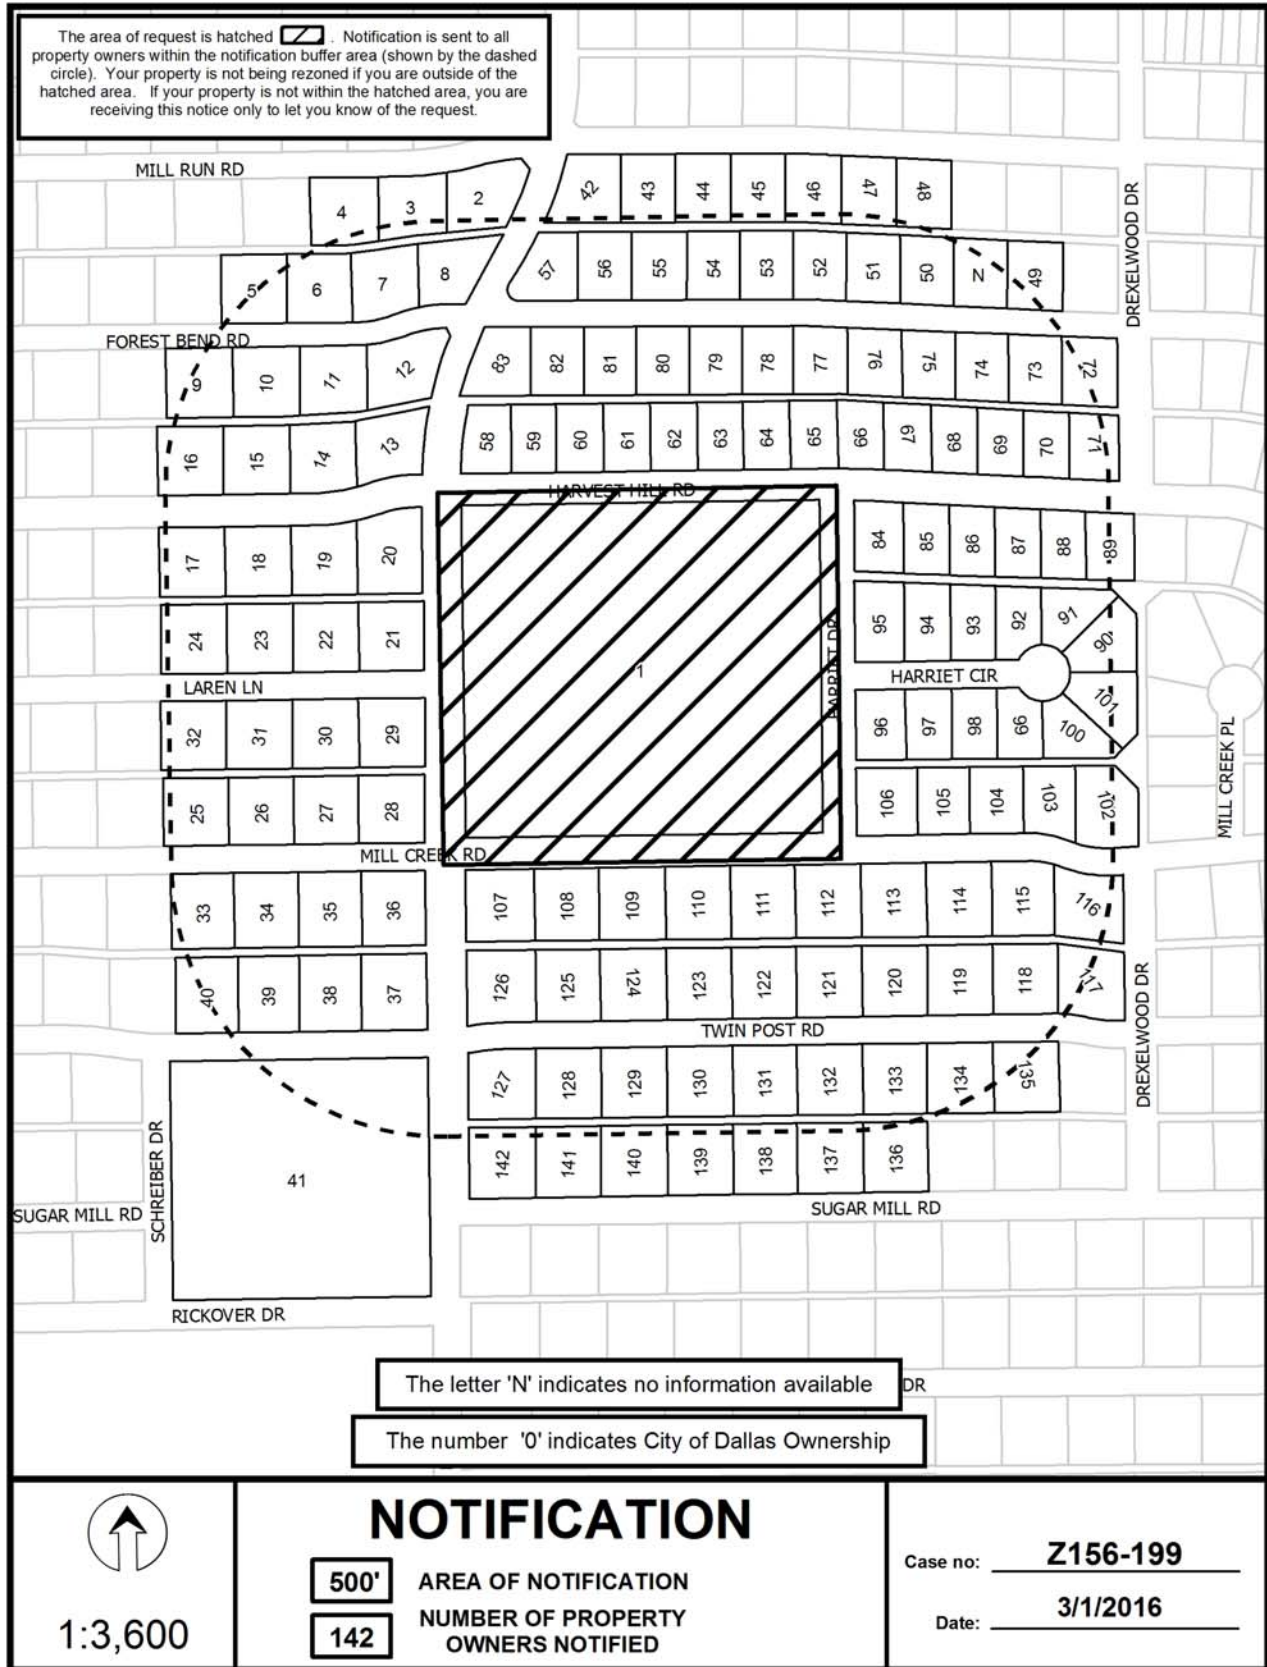 The area of request is hatched . Notification is sent to all
property owners within the notification buffer area (shown by the dashed
circle). Your property is not being rezoned if you are outside of the
hatched area. If your property is not within the hatched area, you are
receiving this notice only to let you know of the request.
MILL RUN RD
4 3 2 42 43 44 45 46 47 48
DREXELWOOD DR
5 6 7 8 57 56 55 54 53 52 51 50 N 49
FOREST BEND RD
9 10 11 12 83 82 81 80 79 78 77 76 75 74 73 72
16 15 14 13 58 59 60 61 62 63 64 65 66 67 68 69 70 71
HARVEST HILL RD
17 18 19 20 84 85 86 87 88 89
24 23 22 21 95 94 93 92 91 90
1
HARRIET DR
LAREN LN
HARRIET CIR
32 31 30 29 96 97 98 99 100 101
MILL CREEK PL
25 26 27 28 106 105 104 103 102
MILL CREEK RD
33 34 35 36 107 108 109 110 111 112 113 114 115 116
40 39 38 37 126 125 124 123 122 121 120 119 118 117
TWIN POST RD
DREXELWOOD DR
127 128 129 130 131 132 133 134 135
142 141 140 139 138 137 136
41
SCHREIBER DR
SUGAR MILL RD
SUGAR MILL RD
RICKOVER DR
The letter 'N' indicates no information available
DR
The number '0' indicates City of Dallas Ownership
1:3,600
NOTIFICATION
500' AREA OF NOTIFICATION
142 NUMBER OF PROPERTY
OWNERS NOTIFIED
Case no: Z156-199
Date: 3/1/2016